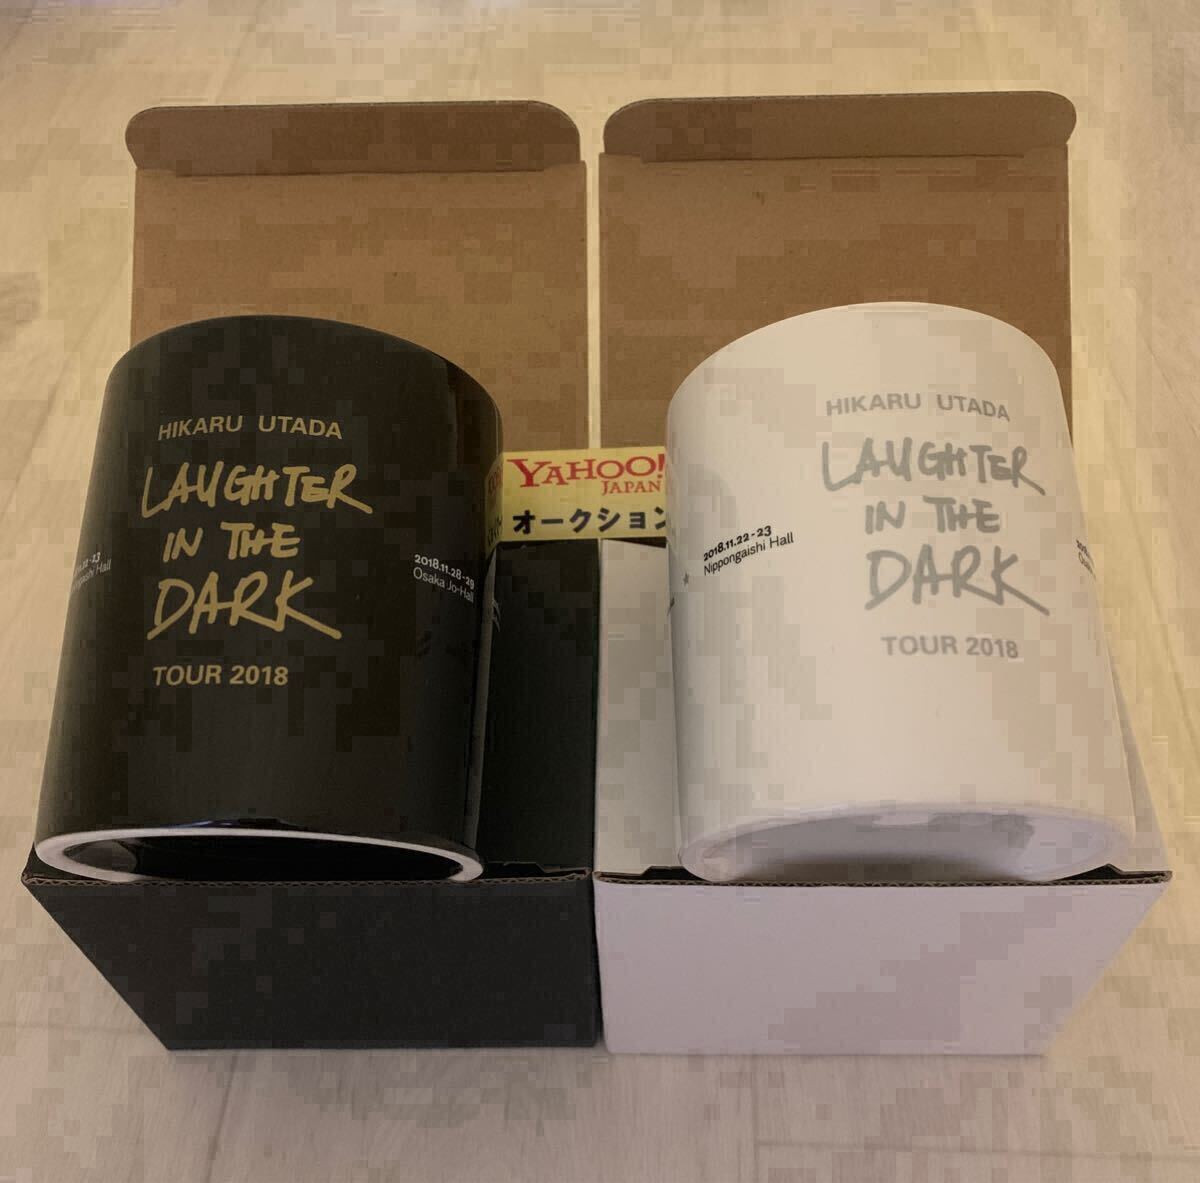 HIKARU UTADA
LAUGHTER
IN THE
DARK
TOUR 2018
2018.11.28-29
Osaka Jo-Hall
YAHOO!
JAPAN
オークション
HIKARU UTADA
LAUGHTER
IN THE
DARK
TOUR 2018
2018.11.22-23
Nippongaishi Hall